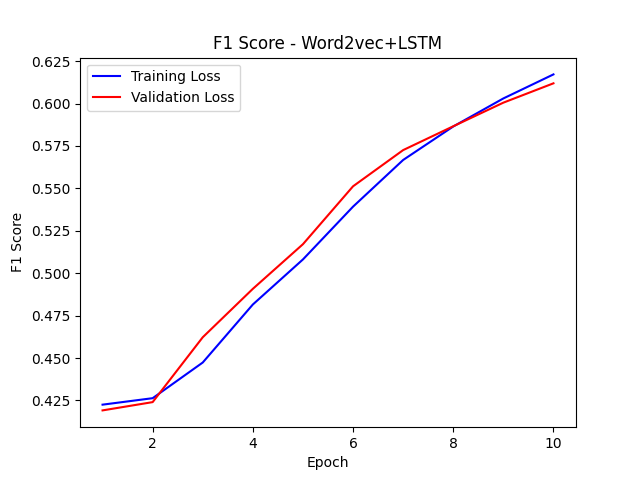 F1 Score - Word2vec+LSTM
Training Loss
Validation Loss
0.625
0.600
0.575
0.550
0.525
0.500
0.475
0.450
0.425
F1 Score
2
4
6
8
10
Epoch